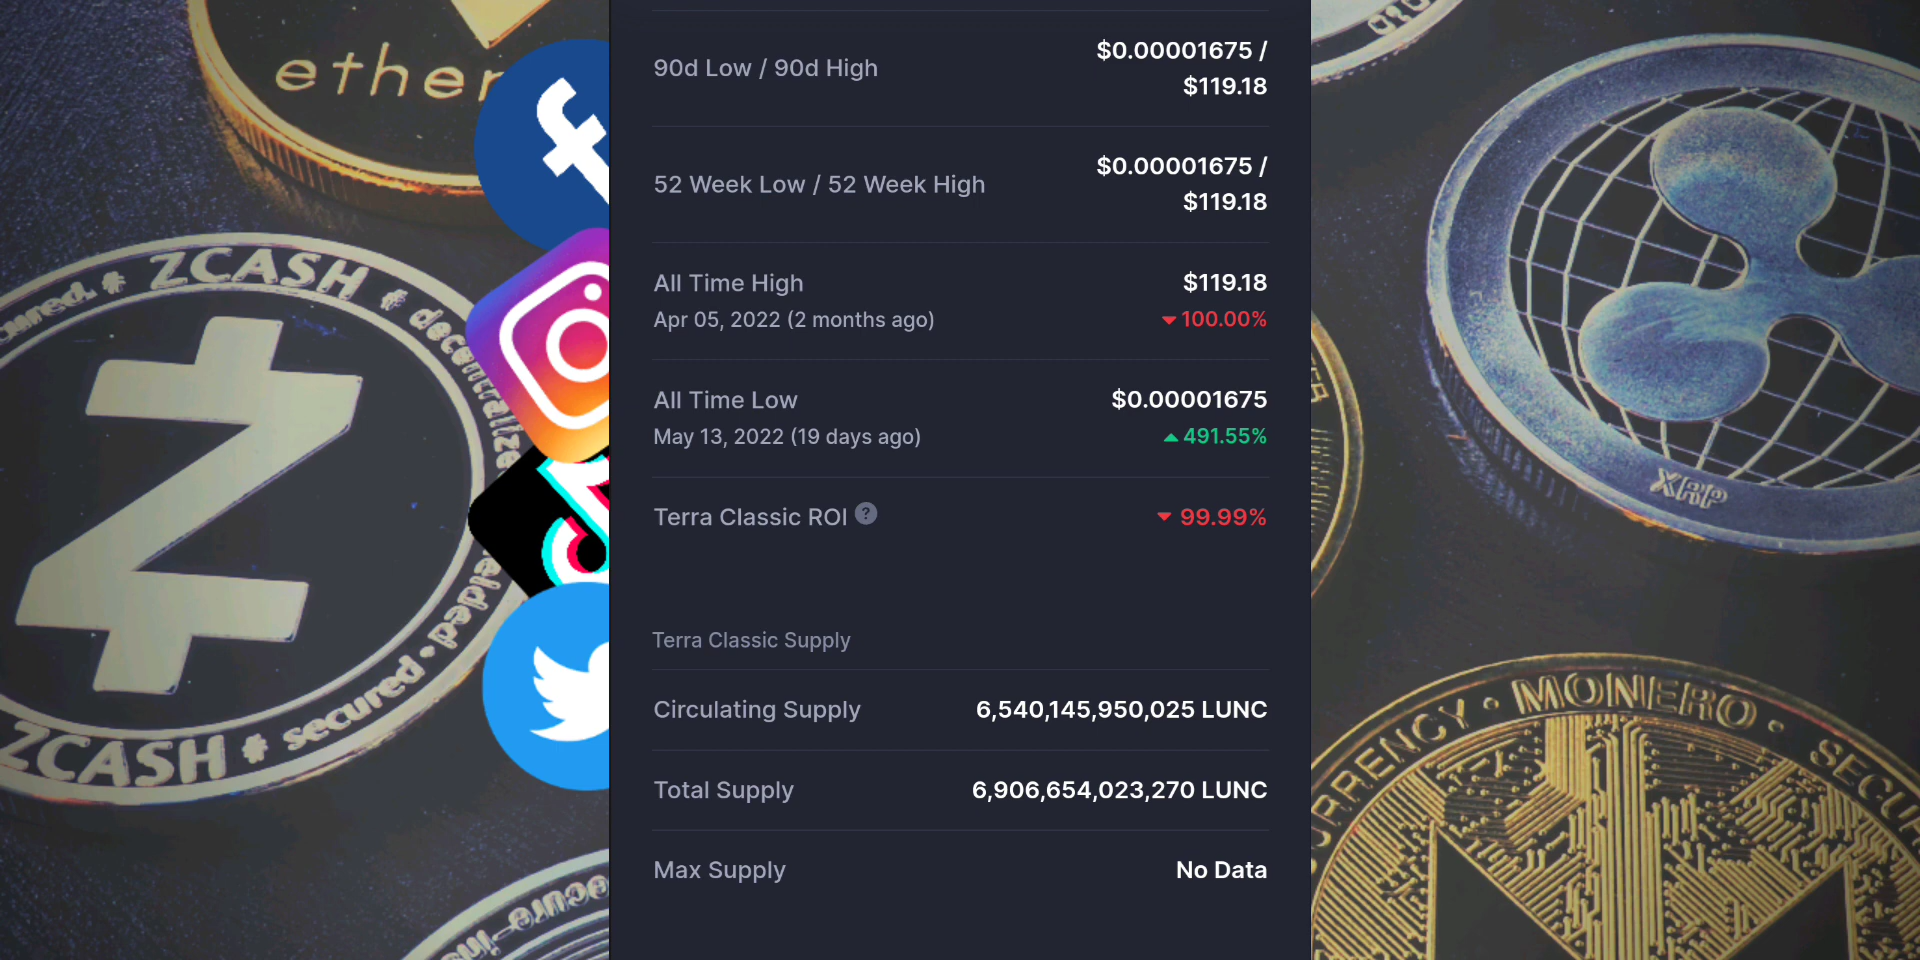 ether
ZCASH
decentralized
secured
ZCASH
90d Low / 90d High
$0.00001675 /
$119.18
52 Week Low / 52 Week High
$0.00001675 /
$119.18
All Time High
$119.18
Apr 05, 2022 (2 months ago)
100.00%
All Time Low
$0.00001675
May 13, 2022 (19 days ago)
491.55%
Terra Classic ROI ?
99.99%
Terra Classic Supply
Circulating Supply
6,540,145,950,025 LUNC
Total Supply
6,906,654,023,270 LUNC
Max Supply
No Data
XRP
CURRENCY • MONERO • SECU